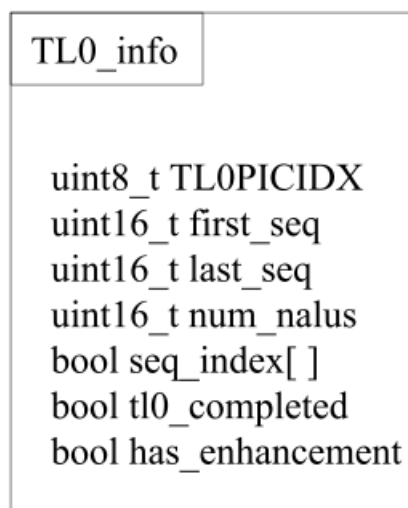 TL0_info
uint8_t TL0PICIDX
uint16_t first_seq
uint16_t last_seq
uint16_t num_nalus
bool seq_index[ ]
bool tl0_completed
bool has_enhancement